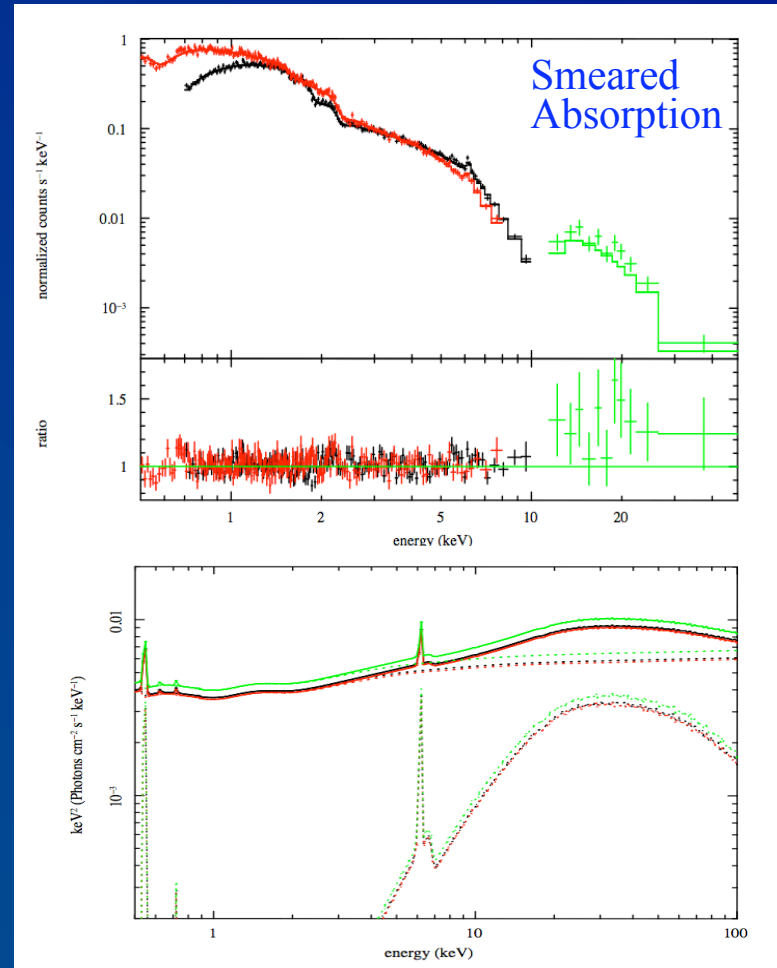 Smeared
Absorption
normalized counts s⁻¹ keV⁻¹
1
0.1
0.01
10⁻³
ratio
1.5
1
1 2 5 10 20
energy (keV)
keV² (Photons cm⁻² s⁻¹ keV⁻¹)
0.01
10⁻³
1 10 100
energy (keV)